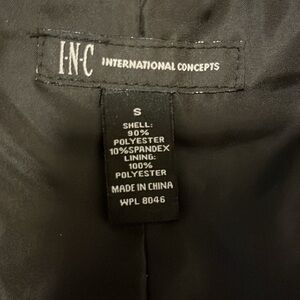 I·N·C INTERNATIONAL CONCEPTS
S
SHELL:
90%
POLYESTER
10%SPANDEX
LINING:
100%
POLYESTER
MADE IN CHINA
WPL 8046